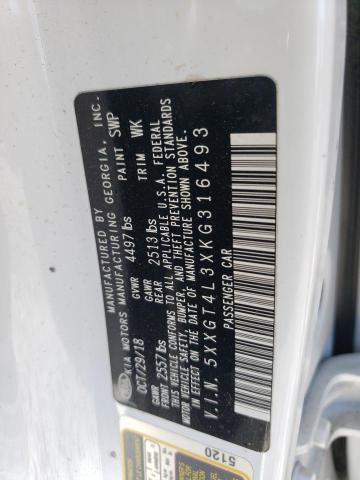 MANUFACTURED BY
KIA MOTORS MANUFACTURING GEORGIA, INC.
OCT/29/18
GVWR 4497lbs
PAINT SWP
GAWR FRONT 2557lbs
GAWR REAR 2513lbs
TRIM WK
THIS VEHICLE CONFORMS TO ALL APPLICABLE U.S.A. FEDERAL
MOTOR VEHICLE SAFETY, BUMPER, AND THEFT PREVENTION STANDARDS
IN EFFECT ON THE DATE OF MANUFACTURE SHOWN ABOVE.
V.I.N. 5XXGT4L3XKG316493
PASSENGER CAR
5120